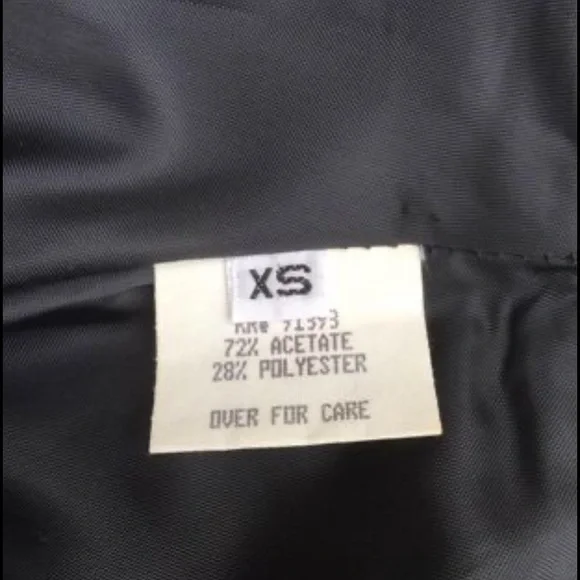 XS
72% ACETATE
28% POLYESTER
OVER FOR CARE